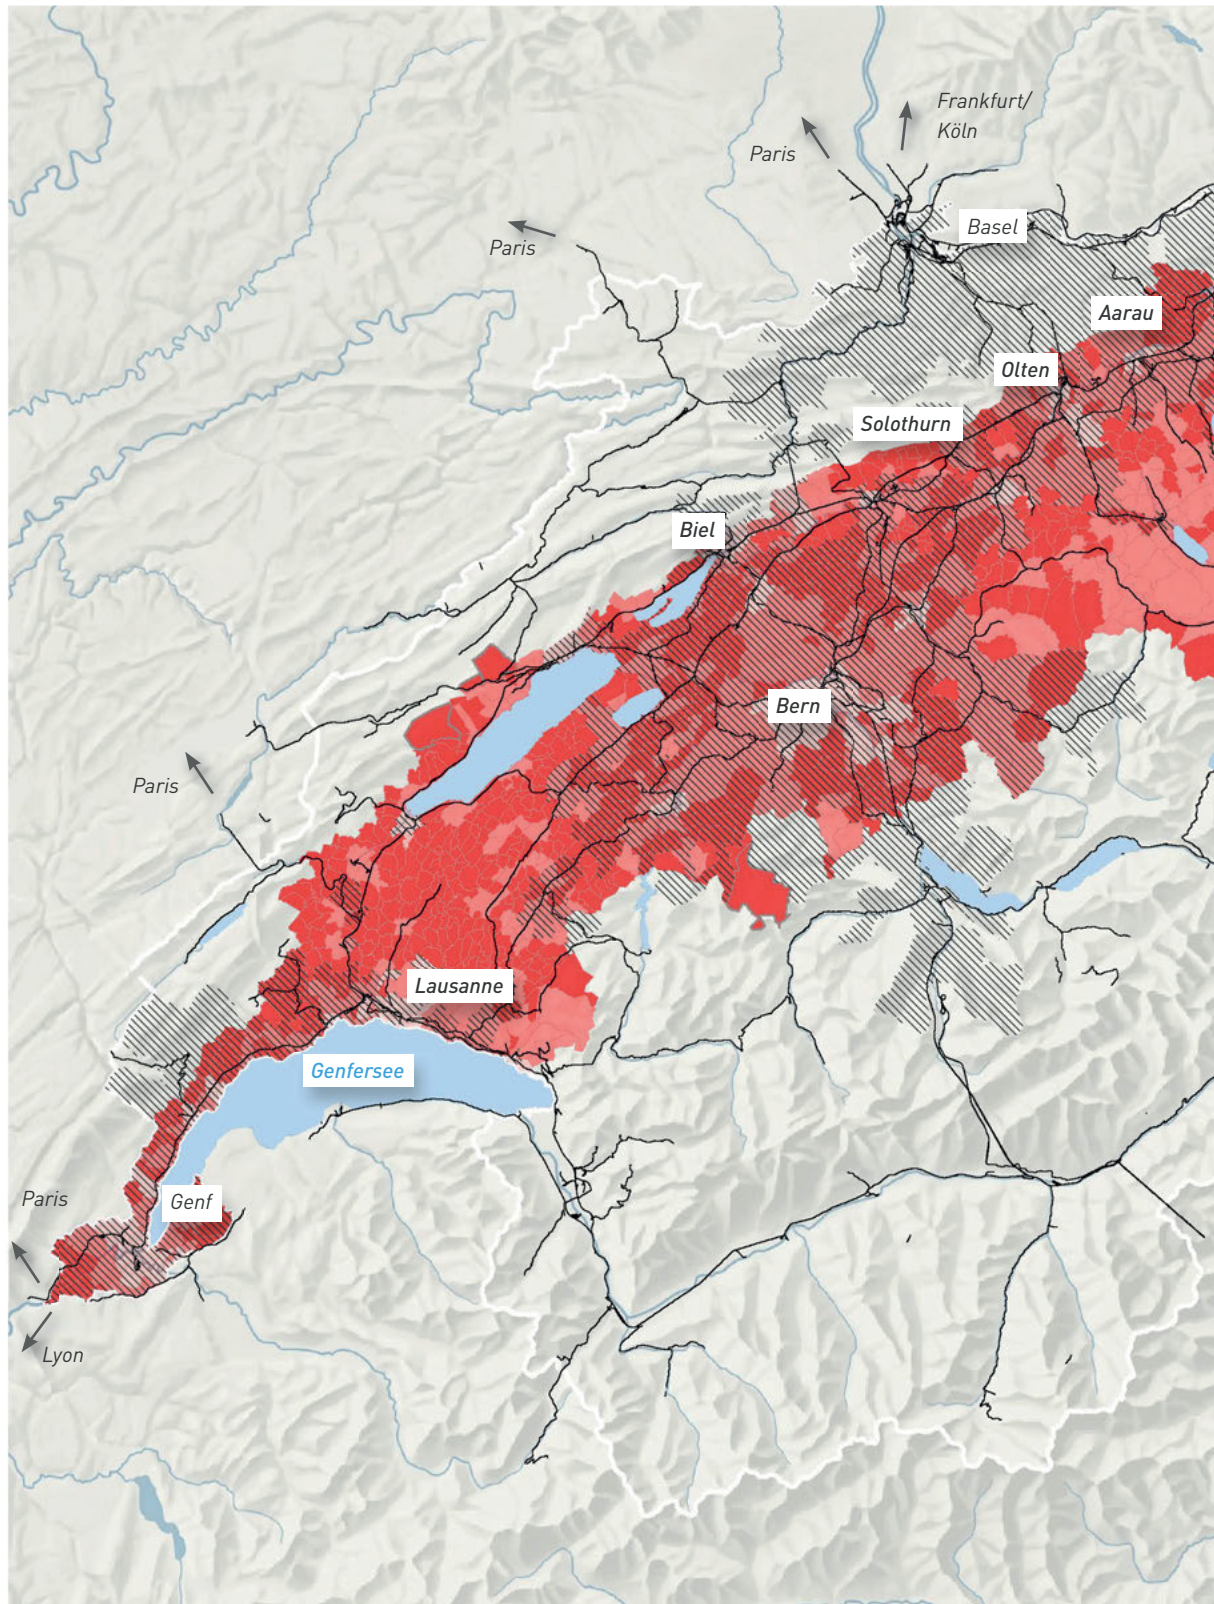 Frankfurt/
Köln
Paris
Basel
Paris
Aarau
Olten
Solothurn
Biel
Bern
Paris
Lausanne
Genfersee
Paris
Genf
Lyon